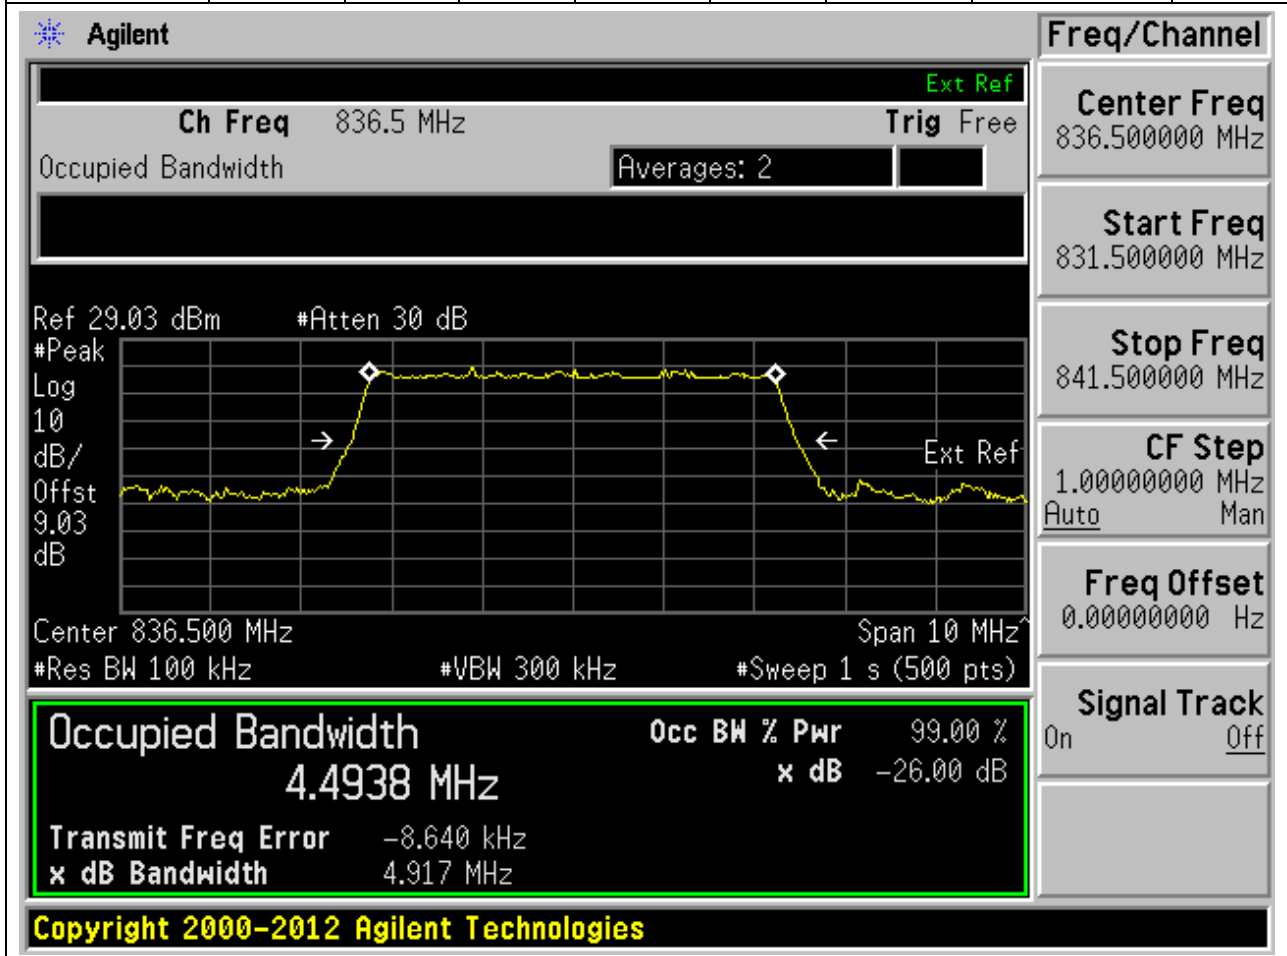 Agilent
Freq/Channel
Ext Ref
Ch Freq 836.5 MHz Trig Free
Occupied Bandwidth Averages: 2
Center Freq
836.500000 MHz
Start Freq
831.500000 MHz
Stop Freq
841.500000 MHz
CF Step
1.00000000 MHz
Auto Man
Freq Offset
0.00000000 Hz
Signal Track
On Off
Ref 29.03 dBm #Atten 30 dB
#Peak
Log
10
dB/
Offst
9.03
dB
Ext Ref
Center 836.500 MHz Span 10 MHz^
#Res BW 100 kHz #VBW 300 kHz #Sweep 1 s (500 pts)
Occupied Bandwidth
4.4938 MHz
Occ BW % Pwr 99.00 %
x dB -26.00 dB
Transmit Freq Error -8.640 kHz
x dB Bandwidth 4.917 MHz
Copyright 2000-2012 Agilent Technologies